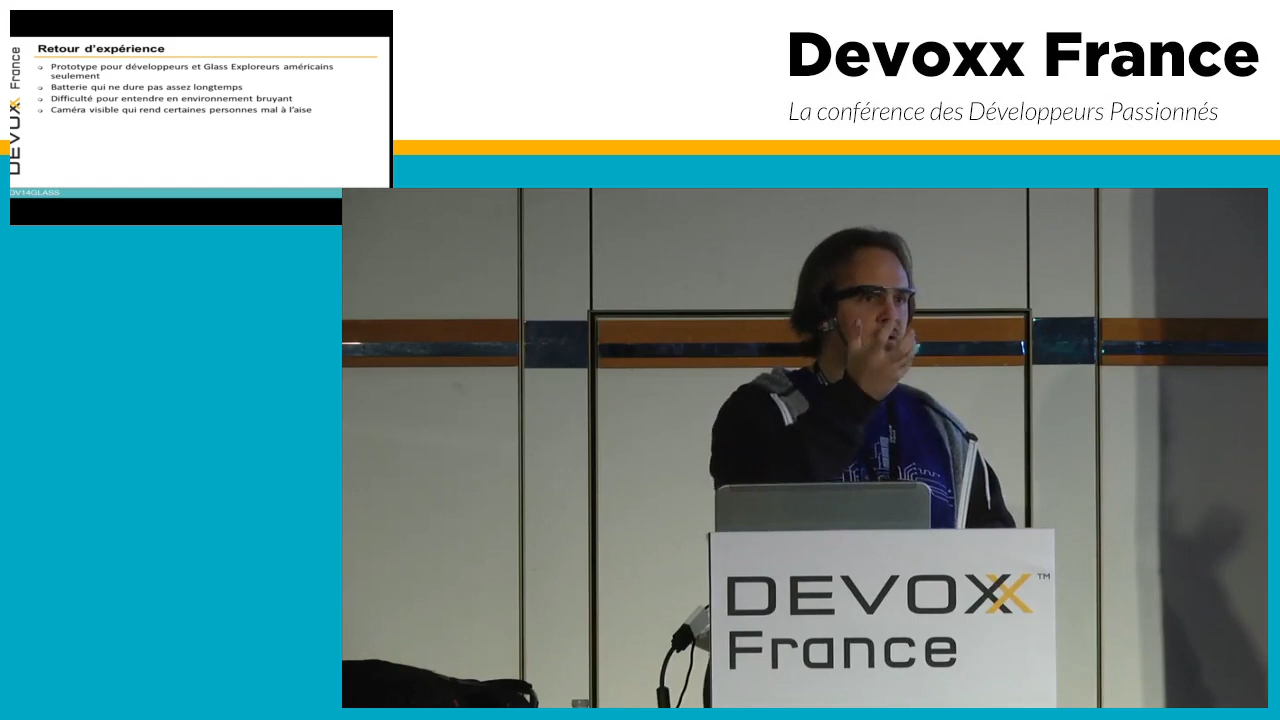 Retour d'expérience
Prototype pour développeurs et Glass Exploreurs américains
seulement
Batterie qui ne dure pas assez longtemps
Difficulté pour entendre en environnement bruyant
Caméra visible qui rend certaines personnes mal à l'aise
DEVOXX France
DV14GLASS
Devoxx France
La conférence des Développeurs Passionnés
DEVOXX™
France